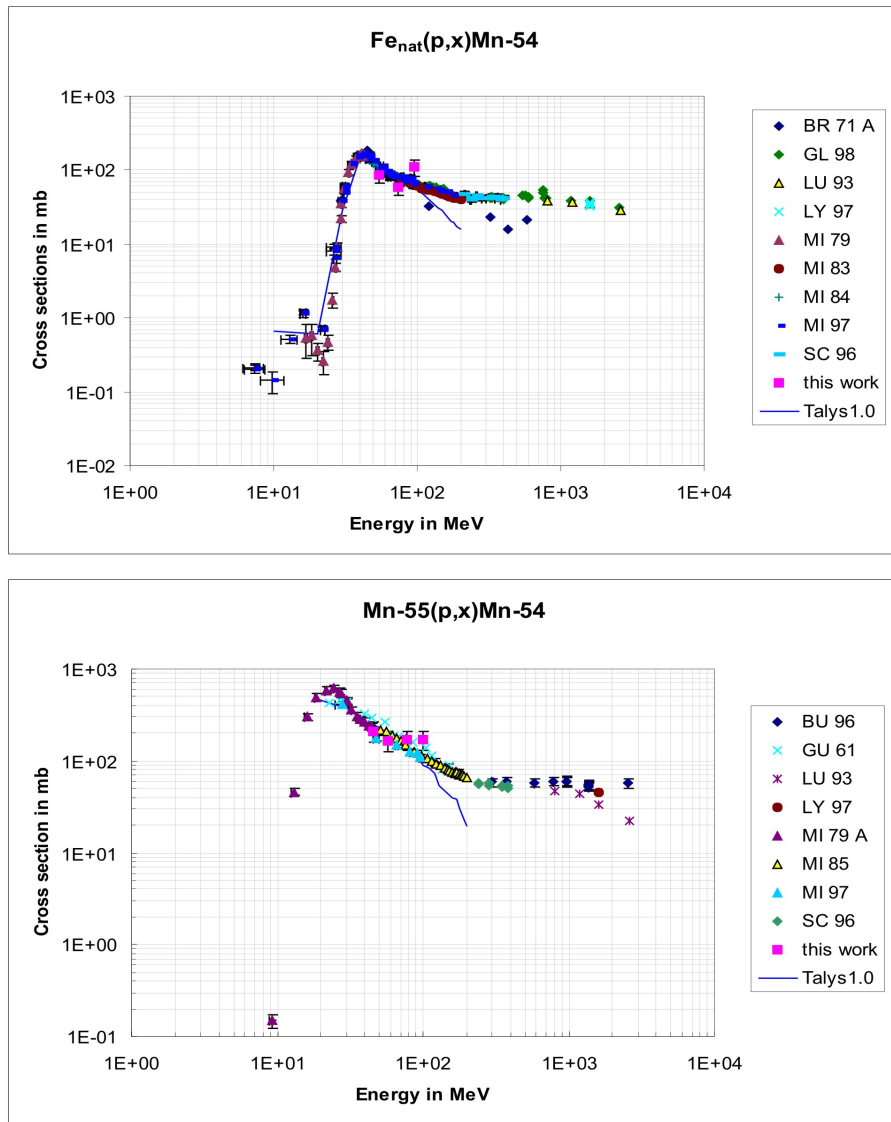 Fe_nat(p,x)Mn-54
Cross sections in mb
1E+03
1E+02
1E+01
1E+00
1E-01
1E-02
1E+00
1E+01
1E+02
1E+03
1E+04
Energy in MeV
BR 71 A
GL 98
LU 93
LY 97
MI 79
MI 83
MI 84
MI 97
SC 96
this work
Talys1.0
Mn-55(p,x)Mn-54
Cross section in mb
1E+03
1E+02
1E+01
1E+00
1E-01
1E+00
1E+01
1E+02
1E+03
1E+04
Energy in MeV
BU 96
GU 61
LU 93
LY 97
MI 79 A
MI 85
MI 97
SC 96
this work
Talys1.0